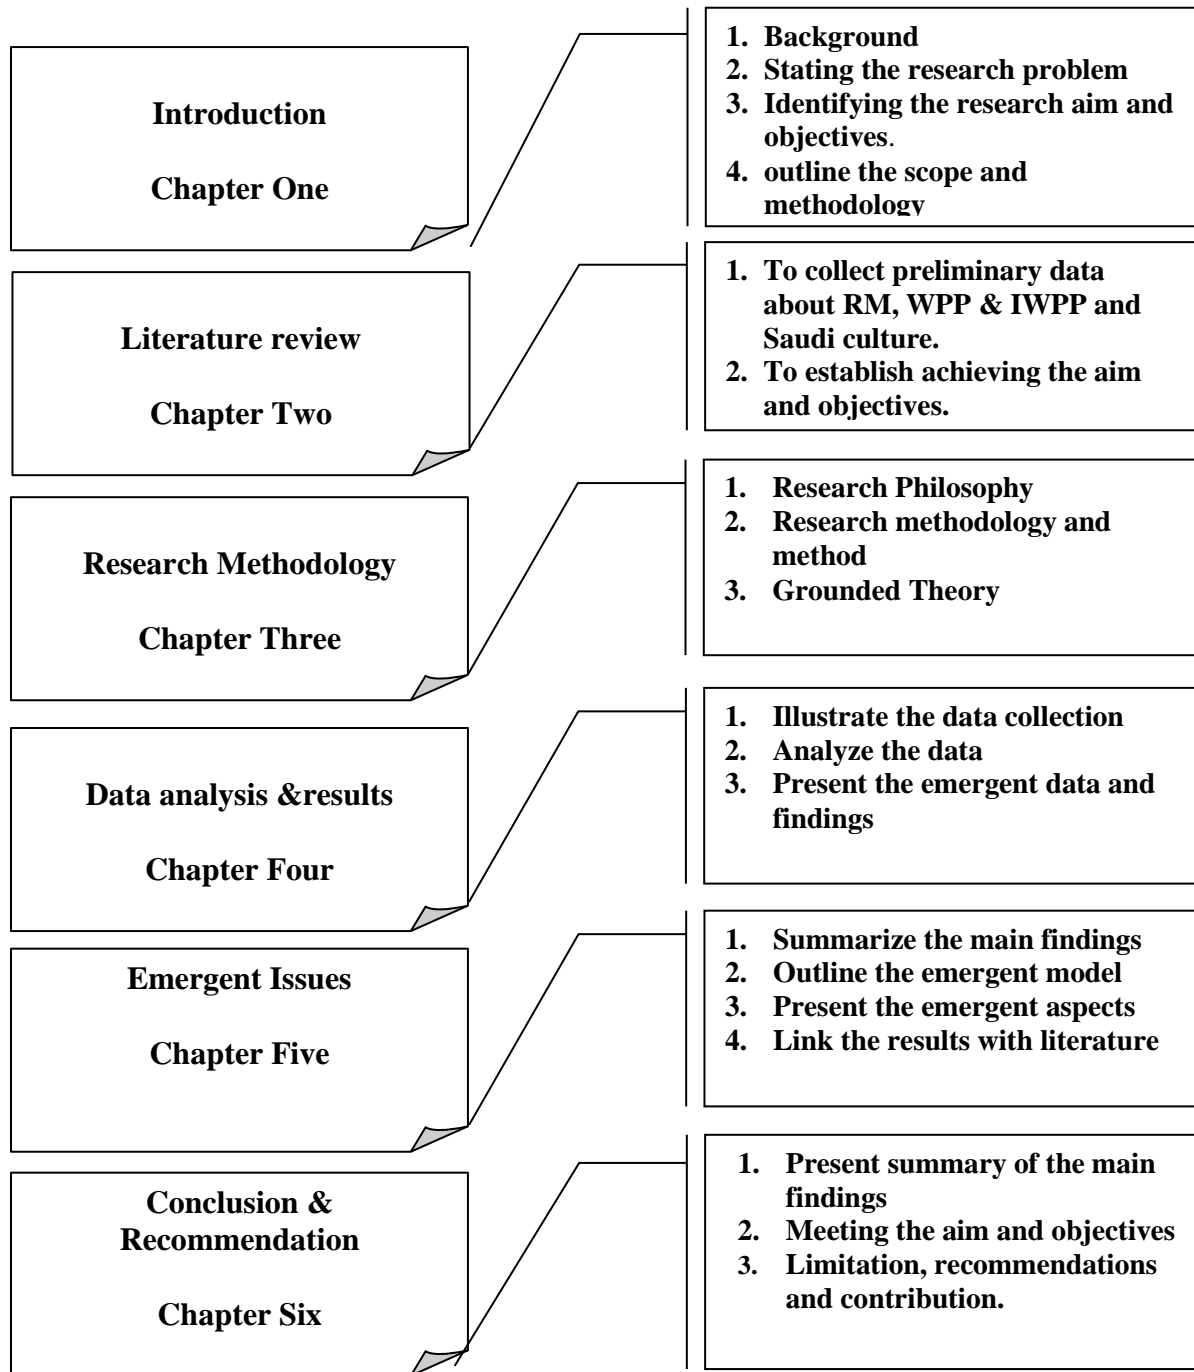 Introduction
Chapter One
1. Background
2. Stating the research problem
3. Identifying the research aim and
objectives.
4. outline the scope and
methodology
Literature review
Chapter Two
1. To collect preliminary data
about RM, WPP & IWPP and
Saudi culture.
2. To establish achieving the aim
and objectives.
Research Methodology
Chapter Three
1. Research Philosophy
2. Research methodology and
method
3. Grounded Theory
Data analysis &results
Chapter Four
1. Illustrate the data collection
2. Analyze the data
3. Present the emergent data and
findings
Emergent Issues
Chapter Five
1. Summarize the main findings
2. Outline the emergent model
3. Present the emergent aspects
4. Link the results with literature
Conclusion &
Recommendation
Chapter Six
1. Present summary of the main
findings
2. Meeting the aim and objectives
3. Limitation, recommendations
and contribution.